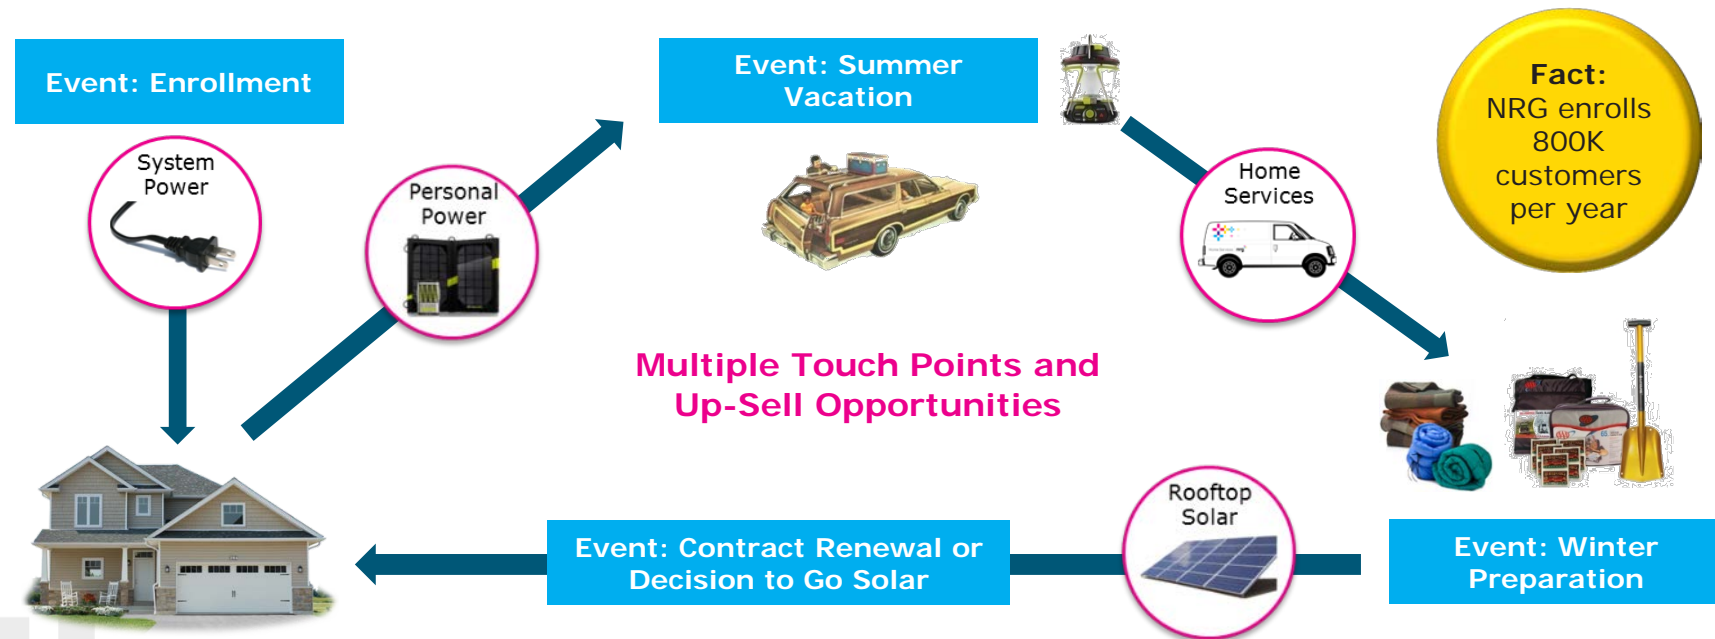 Event: Enrollment
System
Power
Personal
Power
Event: Summer
Vacation
Home
Services
Fact:
NRG enrolls
800K
customers
per year
Multiple Touch Points and
Up-Sell Opportunities
Rooftop
Solar
Event: Contract Renewal or
Decision to Go Solar
Event: Winter
Preparation